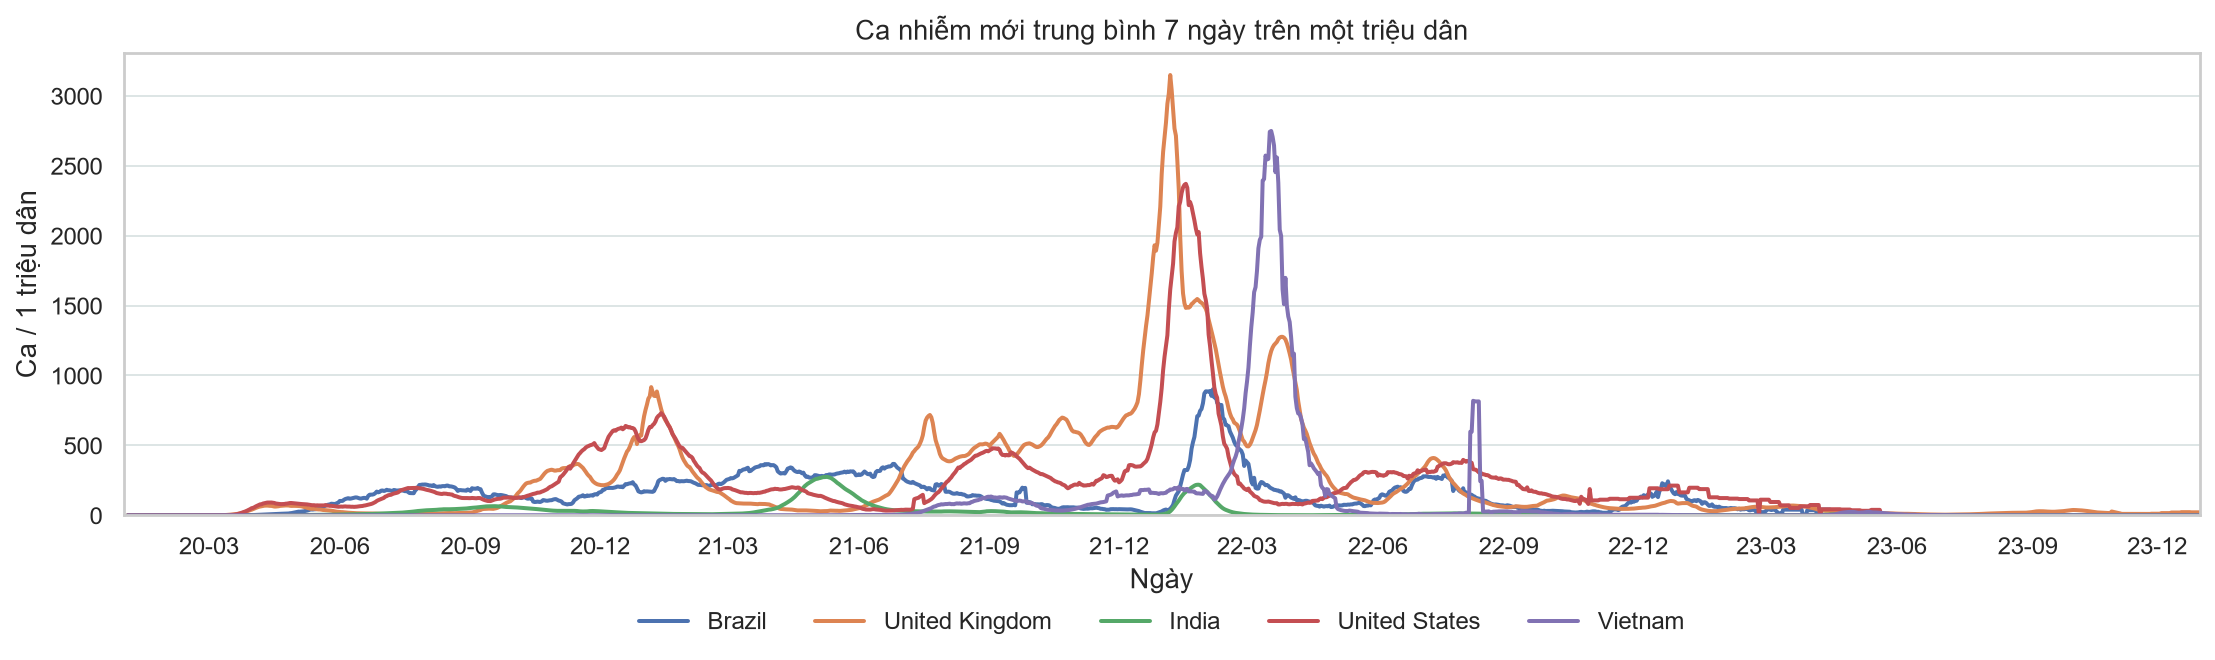 Ca nhiễm mới trung bình 7 ngày trên một triệu dân
Ca / 1 triệu dân
3000
2500
2000
1500
1000
500
0
20-03 20-06 20-09 20-12 21-03 21-06 21-09 21-12 22-03 22-06 22-09 22-12 23-03 23-06 23-09 23-12
Ngày
Brazil United Kingdom India United States Vietnam